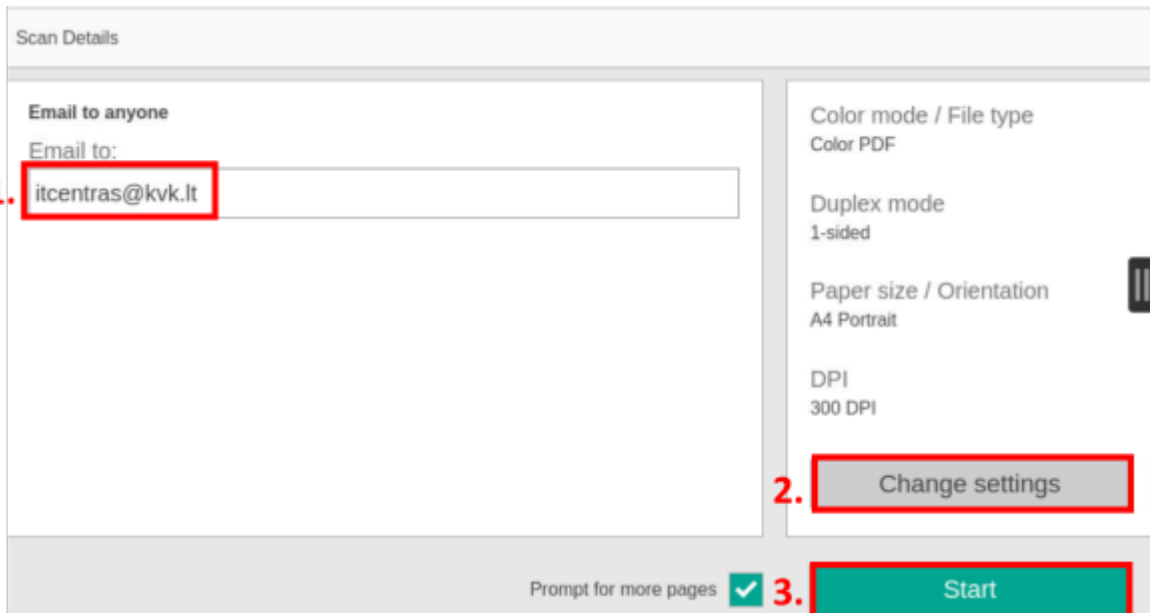 Scan Details
Email to anyone
Email to:
itcentras@kvk.lt
Color mode / File type
Color PDF
Duplex mode
1-sided
Paper size / Orientation
A4 Portrait
DPI
300 DPI
2. Change settings
Prompt for more pages
3. Start